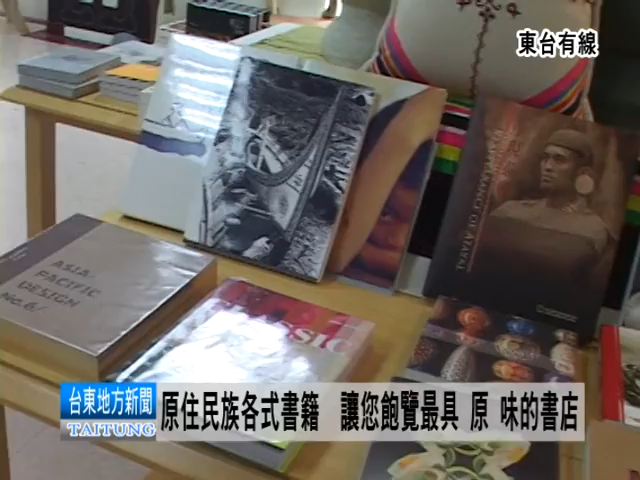 東台有線
ASIA
PACIFIC
DESIGN
No.6/
台東地方新聞
TAITUNG
原住民族各式書籍 讓您飽覽最具 原 味的書店